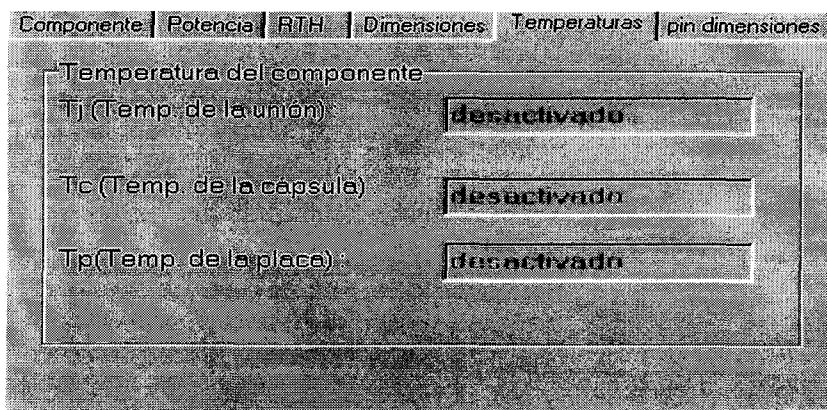 Componente Potencia RTH Dimensiones Temperaturas pin dimensiones
Temperatura del componente
Tj (Temp. de la unión) : desactivado
Tc (Temp. de la cápsula) : desactivado
Tp(Temp. de la placa) : desactivado